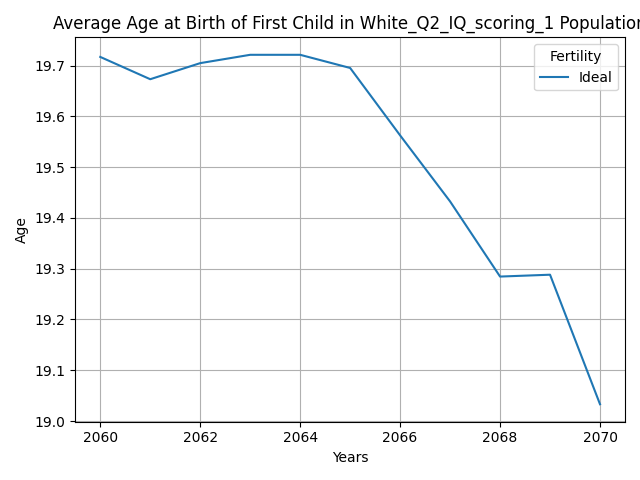 Average Age at Birth of First Child in White_Q2_IQ_scoring_1 Population
Fertility
Ideal
19.7
19.6
19.5
19.4
19.3
19.2
19.1
19.0
Age
2060
2062
2064
2066
2068
2070
Years